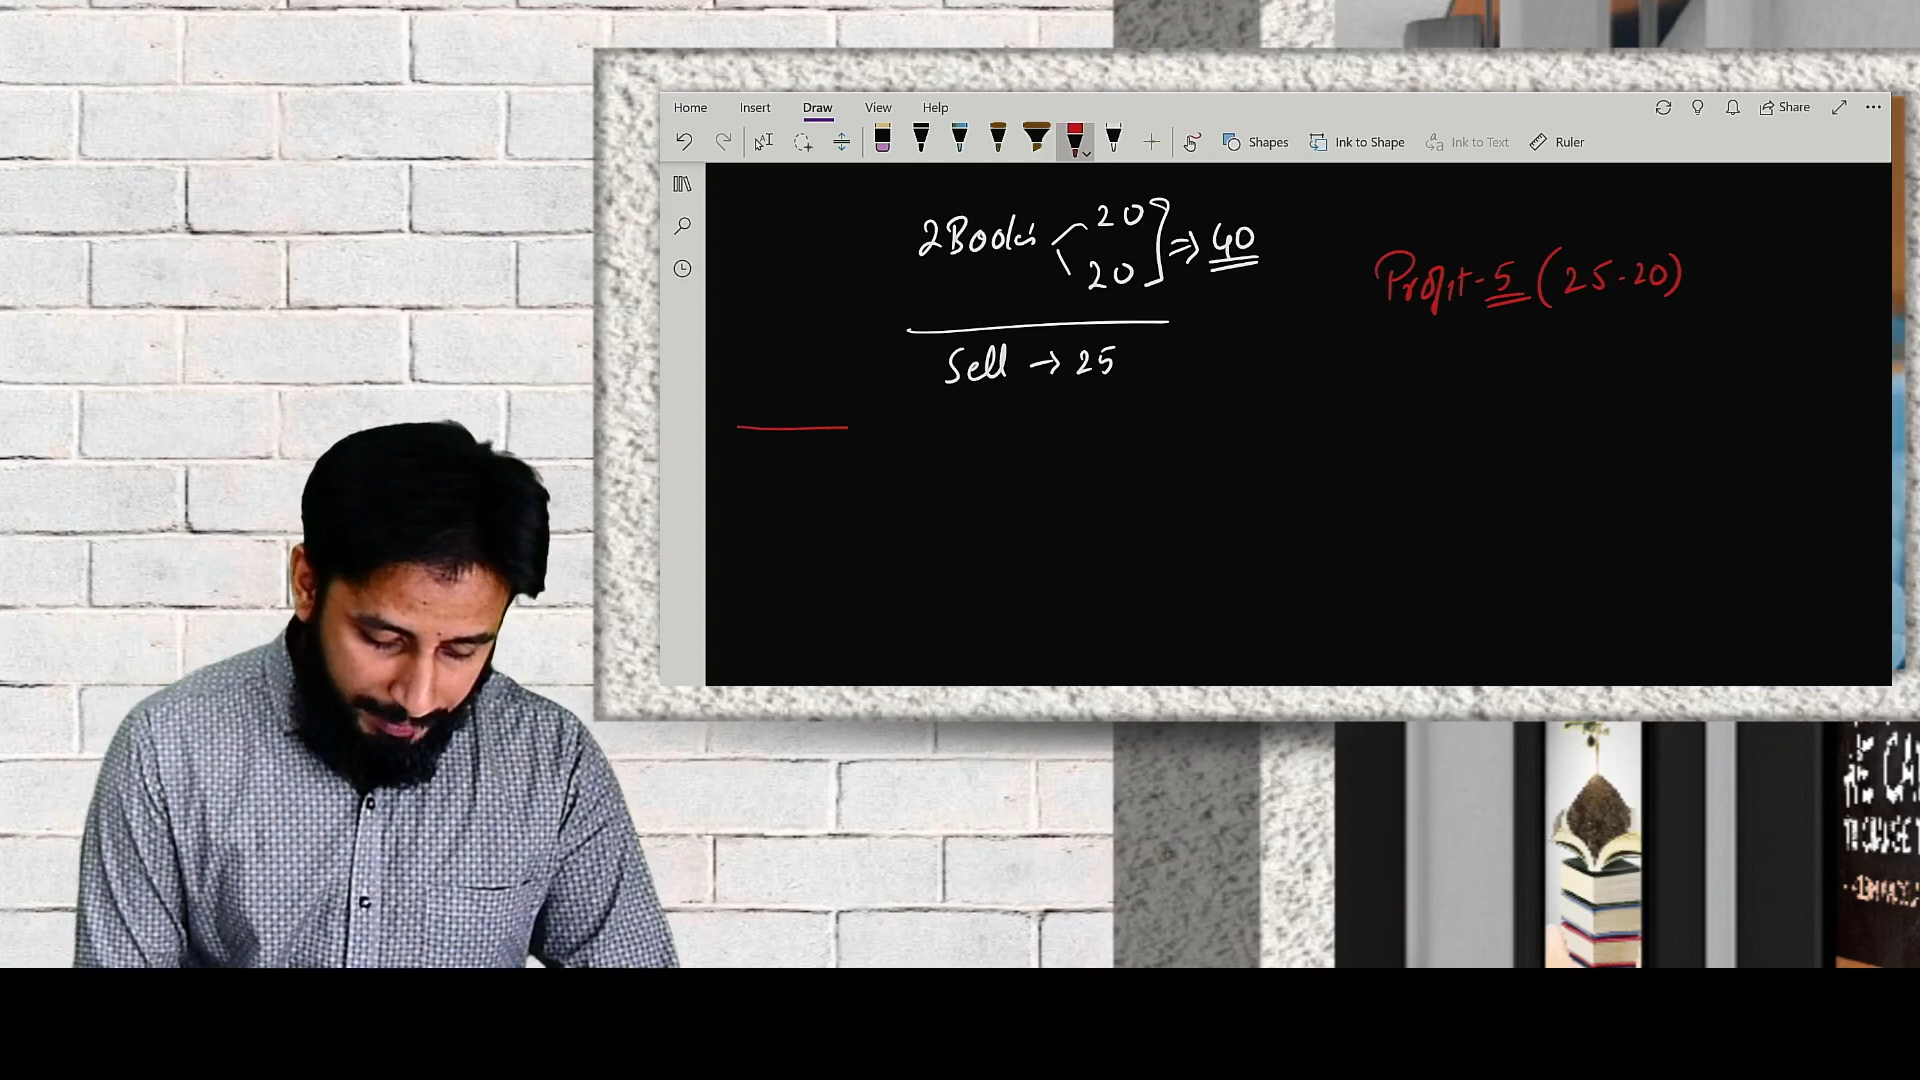 Home Insert Draw View Help Share
Shapes Ink to Shape Ink to Text Ruler
2 Books 20
20 ⇒ 40
Profit - 5 (25 - 20)
Sell → 25